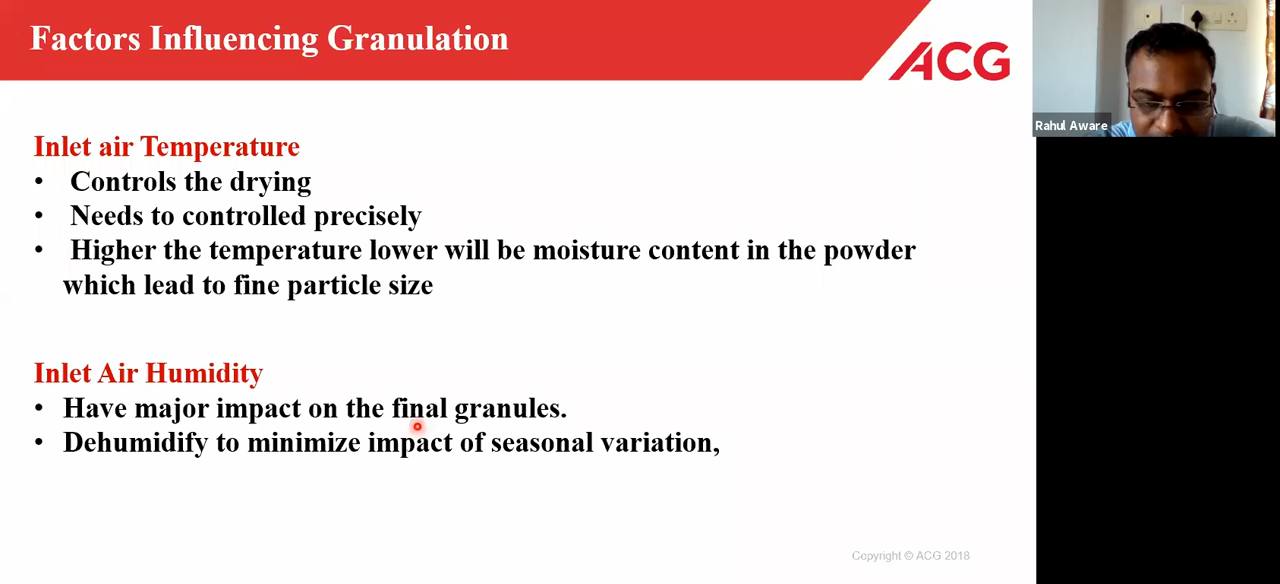 Factors Influencing Granulation
ACG
Rahul Aware
Inlet air Temperature
• Controls the drying
• Needs to controlled precisely
• Higher the temperature lower will be moisture content in the powder
which lead to fine particle size
Inlet Air Humidity
• Have major impact on the final granules.
• Dehumidify to minimize impact of seasonal variation,
Copyright © ACG 2018